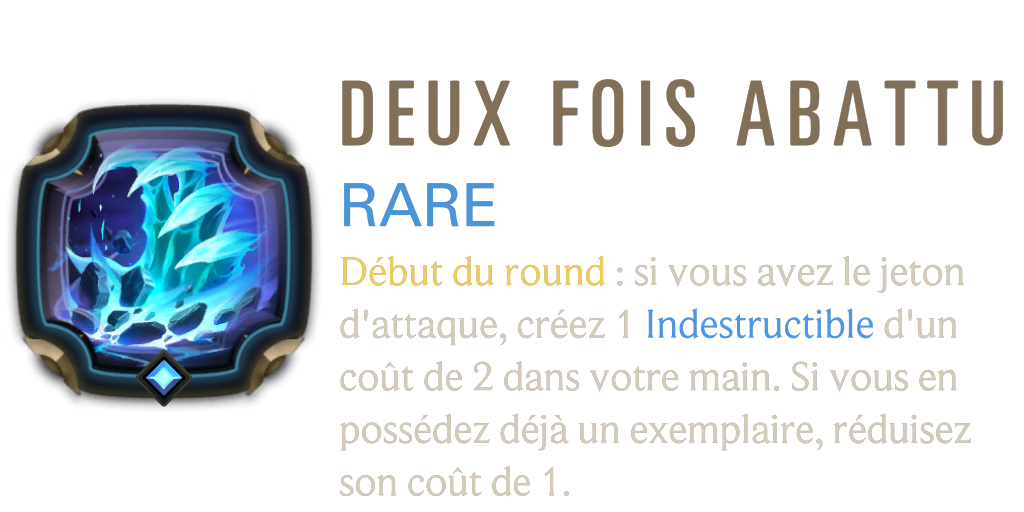 DEUX FOIS ABATTU
RARE
Début du round : si vous avez le jeton
d'attaque, créez 1 Indestructible d'un
coût de 2 dans votre main. Si vous en
possédez déjà un exemplaire, réduisez
son coût de 1.